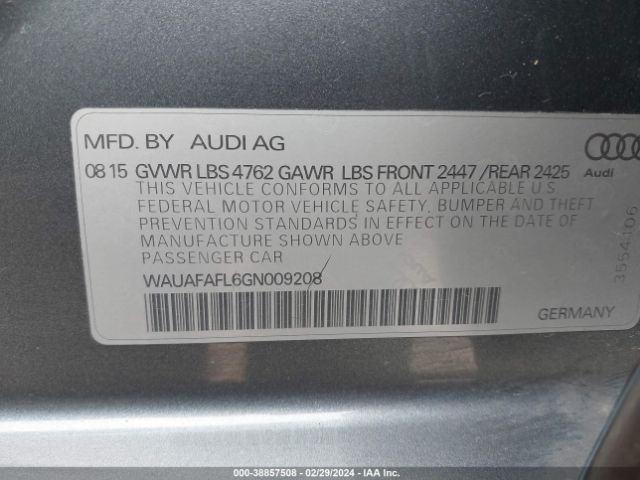 MFD. BY AUDI AG
08 15 GVWR LBS 4762 GAWR LBS FRONT 2447 /REAR 2425
THIS VEHICLE CONFORMS TO ALL APPLICABLE U S
FEDERAL MOTOR VEHICLE SAFETY, BUMPER AND THEFT
PREVENTION STANDARDS IN EFFECT ON THE DATE OF
MANUFACTURE SHOWN ABOVE
PASSENGER CAR
WAUAFAFL6GN009208
Audi
3554106
GERMANY
000-38857508 - 02/29/2024 - IAA Inc.